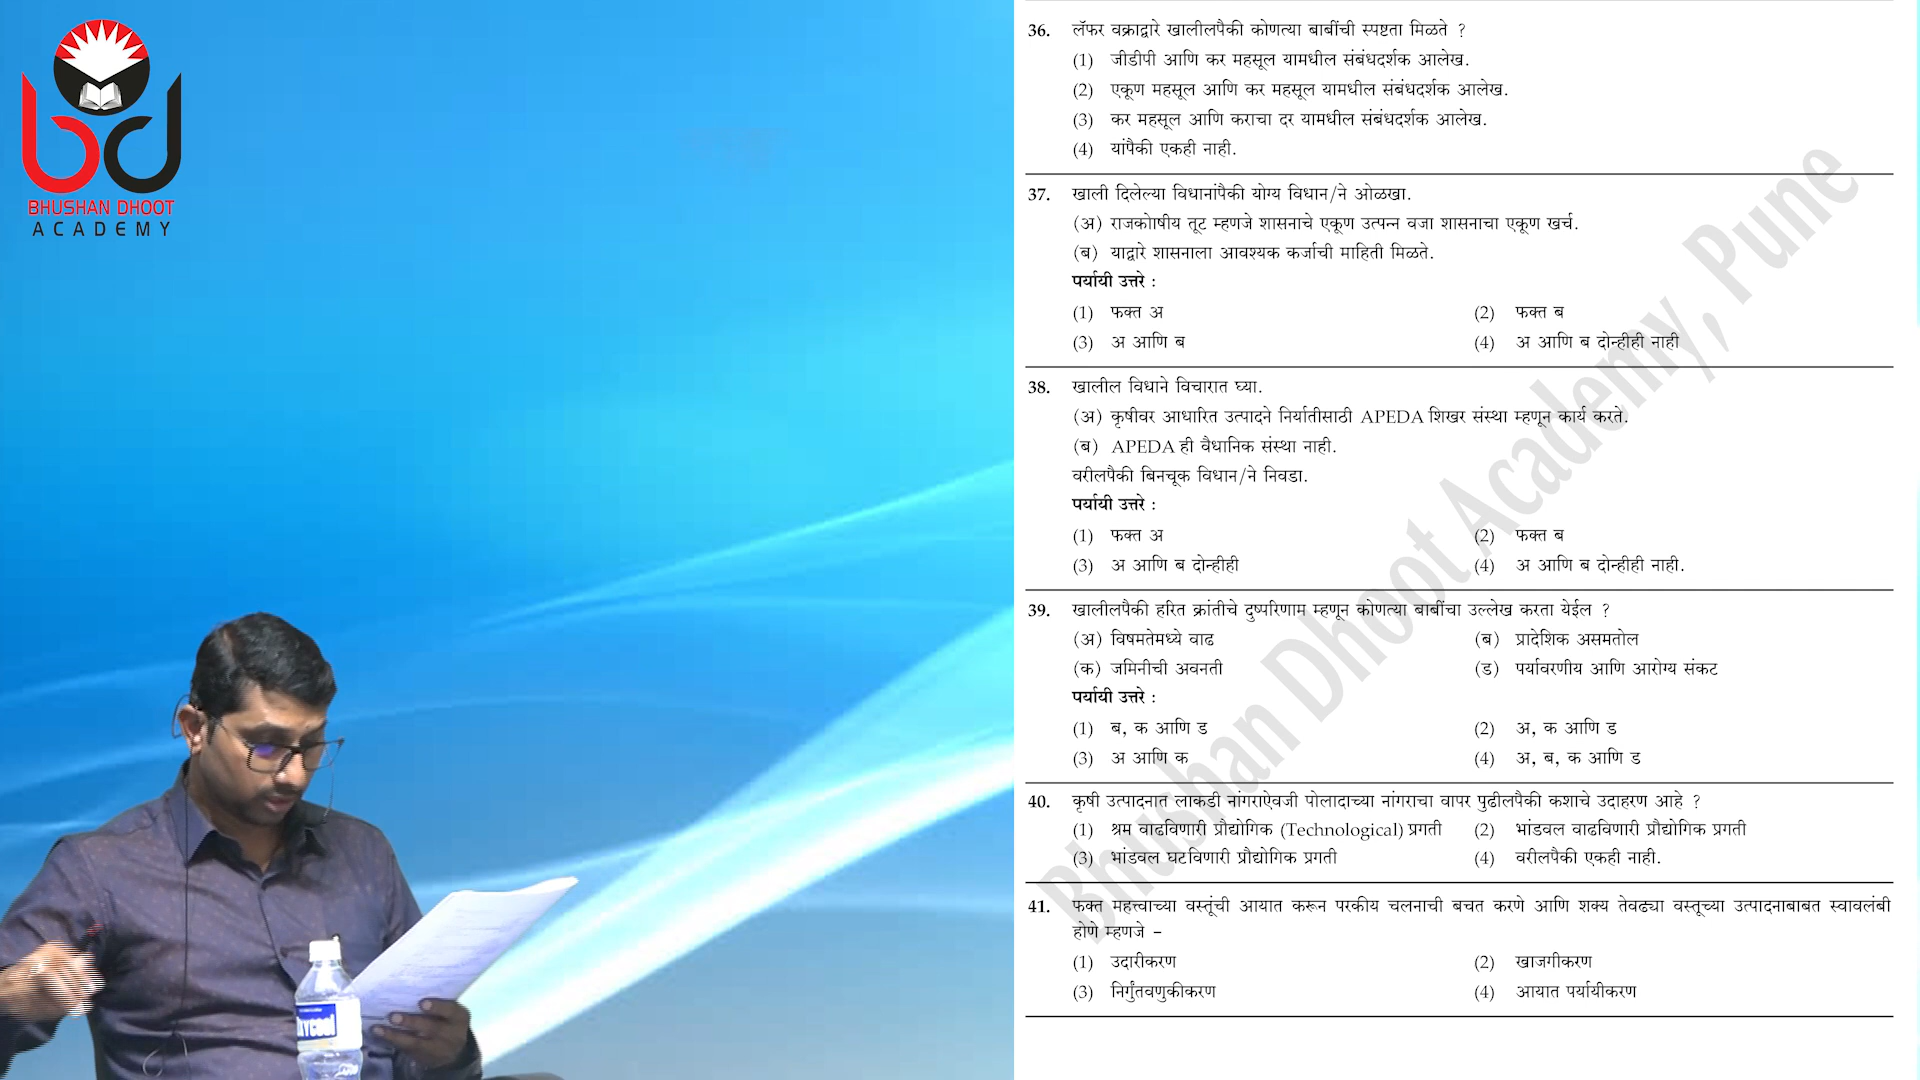 BHUSHAN DHOOT
ACADEMY
36. लॅफर वक्राद्वारे खालीलपैकी कोणत्या बाबींची स्पष्टता मिळते ?
(1) जीडीपी आणि कर महसूल यामधील संबंधदर्शक आलेख.
(2) एकूण महसूल आणि कर महसूल यामधील संबंधदर्शक आलेख.
(3) कर महसूल आणि कराचा दर यामधील संबंधदर्शक आलेख.
(4) यांपैकी एकही नाही.
37. खाली दिलेल्या विधानांपैकी योग्य विधान/ने ओळखा.
(अ) राजकोाषीय तूट म्हणजे शासनाचे एकूण उत्पन्न वजा शासनाचा एकूण खर्च.
(ब) याद्वारे शासनाला आवश्यक कर्जाची माहिती मिळते.
पर्यायी उत्तरे :
(1) फक्त अ (2) फक्त ब
(3) अ आणि ब (4) अ आणि ब दोन्हीही नाही
38. खालील विधाने विचारात घ्या.
(अ) कृषीवर आधारित उत्पादने निर्यातीसाठी APEDA शिखर संस्था म्हणून कार्य करते.
(ब) APEDA ही वैधानिक संस्था नाही.
वरीलपैकी बिनचूक विधान/ने निवडा.
पर्यायी उत्तरे :
(1) फक्त अ (2) फक्त ब
(3) अ आणि ब दोन्हीही (4) अ आणि ब दोन्हीही नाही.
39. खालीलपैकी हरित क्रांतीचे दुष्परिणाम म्हणून कोणत्या बाबींचा उल्लेख करता येईल ?
(अ) विषमतेमध्ये वाढ (ब) प्रादेशिक असमतोल
(क) जमिनीची अवनती (ड) पर्यावरणीय आणि आरोग्य संकट
पर्यायी उत्तरे :
(1) ब, क आणि ड (2) अ, क आणि ड
(3) अ आणि क (4) अ, ब, क आणि ड
40. कृषी उत्पादनात लाकडी नांगराऐवजी पोलादाच्या नांगराचा वापर पुढीलपैकी कशाचे उदाहरण आहे ?
(1) श्रम वाढविणारी प्रौद्योगिक (Technological) प्रगती (2) भांडवल वाढविणारी प्रौद्योगिक प्रगती
(3) भांडवल घटविणारी प्रौद्योगिक प्रगती (4) वरीलपैकी एकही नाही.
41. फक्त महत्त्वाच्या वस्तूंची आयात करून परकीय चलनाची बचत करणे आणि शक्य तेवढ्या वस्तूच्या उत्पादनाबाबत स्वावलंबी
होणे म्हणजे –
(1) उदारीकरण (2) खाजगीकरण
(3) निर्गुंतवणुकीकरण (4) आयात पर्यायीकरण
Bhushan Dhoot Academy, Pune